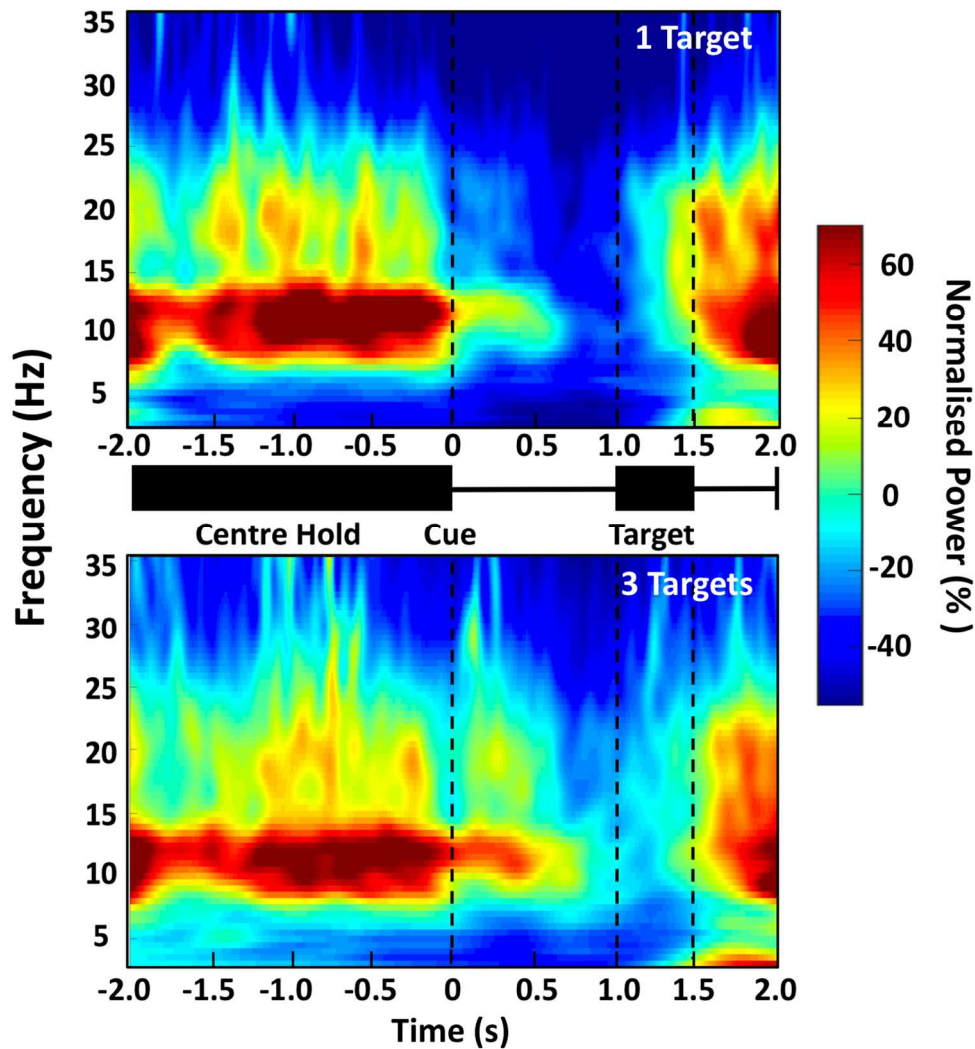 Frequency (Hz)
35
30
25
20
15
10
5
1 Target
-2.0 -1.5 -1.0 -0.5 0 0.5 1.0 1.5 2.0
Centre Hold Cue Target
35
30
25
20
15
10
5
3 Targets
-2.0 -1.5 -1.0 -0.5 0 0.5 1.0 1.5 2.0
Time (s)
60
40
20
0
-20
-40
Normalised Power (%)